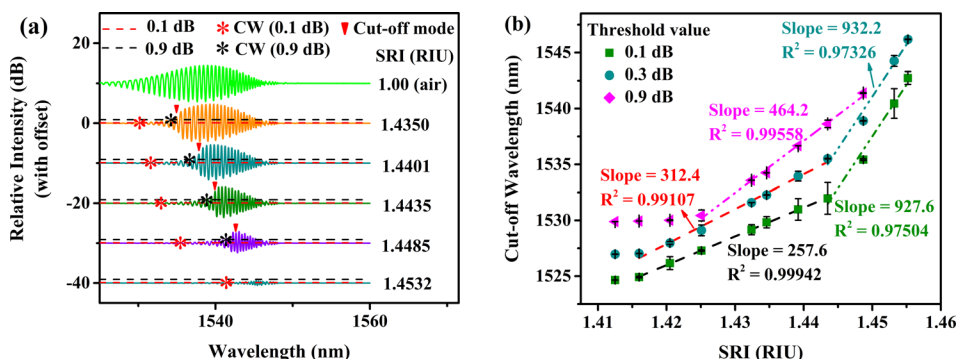 (a)
0.1 dB
CW (0.1 dB)
Cut-off mode
0.9 dB
CW (0.9 dB)
SRI (RIU)
20
1.00 (air)
0
1.4350
1.4401
-20
1.4435
1.4485
-40
1.4532
1540
1560
Wavelength (nm)
Relative Intensity (dB)
(with offset)
(b)
Threshold value
0.1 dB
0.3 dB
0.9 dB
Slope = 932.2
R² = 0.97326
Slope = 464.2
R² = 0.99558
Slope = 312.4
R² = 0.99107
Slope = 927.6
R² = 0.97504
Slope = 257.6
R² = 0.99942
1545
1540
1535
1530
1525
1.41
1.42
1.43
1.44
1.45
1.46
SRI (RIU)
Cut-off Wavelength (nm)